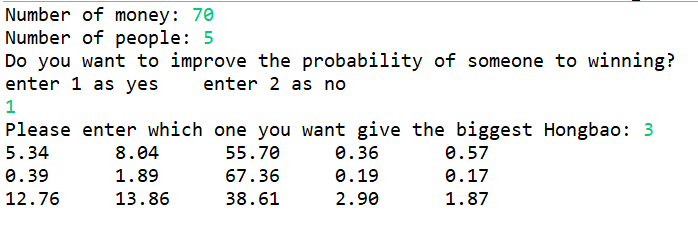 Number of money: 70
Number of people: 5
Do you want to improve the probability of someone to winning?
enter 1 as yes    enter 2 as no
1
Please enter which one you want give the biggest Hongbao: 3
5.34    8.04    55.70    0.36    0.57
0.39    1.89    67.36    0.19    0.17
12.76    13.86    38.61    2.90    1.87